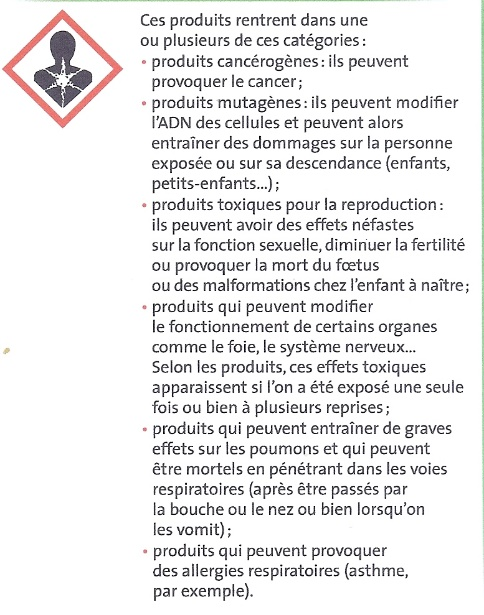 Ces produits rentrent dans une
ou plusieurs de ces catégories :
• produits cancérogènes : ils peuvent
provoquer le cancer ;
• produits mutagènes : ils peuvent modifier
l'ADN des cellules et peuvent alors
entraîner des dommages sur la personne
exposée ou sur sa descendance (enfants,
petits-enfants...) ;
• produits toxiques pour la reproduction :
ils peuvent avoir des effets néfastes
sur la fonction sexuelle, diminuer la fertilité
ou provoquer la mort du fœtus
ou des malformations chez l'enfant à naître ;
• produits qui peuvent modifier
le fonctionnement de certains organes
comme le foie, le système nerveux...
Selon les produits, ces effets toxiques
apparaissent si l'on a été exposé une seule
fois ou bien à plusieurs reprises ;
• produits qui peuvent entraîner de graves
effets sur les poumons et qui peuvent
être mortels en pénétrant dans les voies
respiratoires (après être passés par
la bouche ou le nez ou bien lorsqu'on
les vomit) ;
• produits qui peuvent provoquer
des allergies respiratoires (asthme,
par exemple).